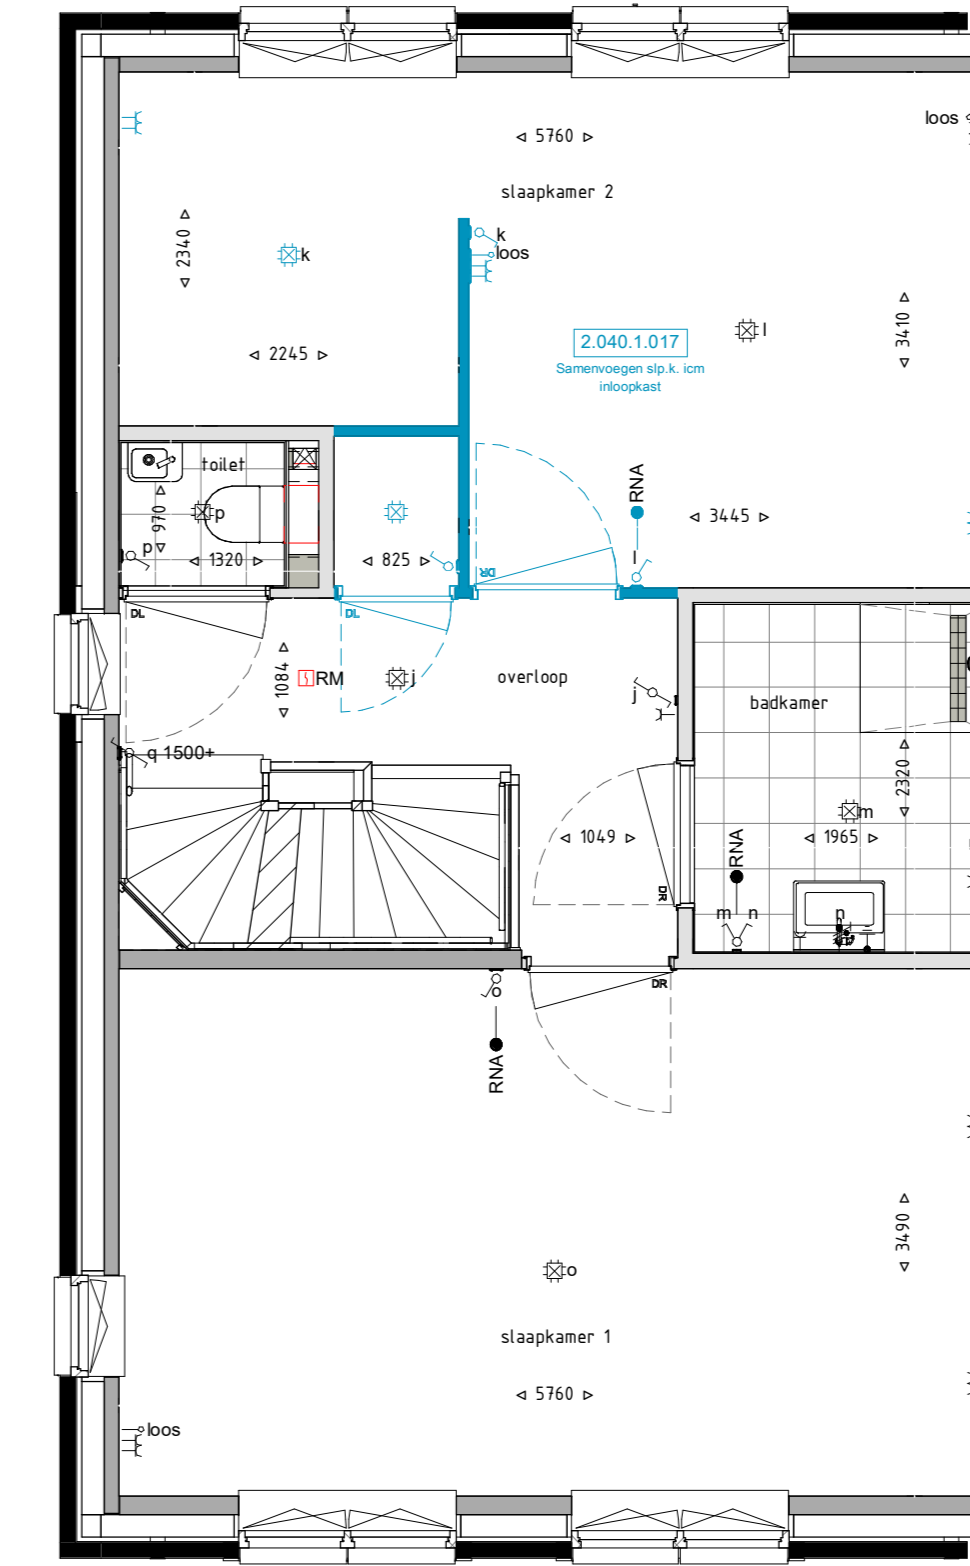 loos
5760
slaapkamer 2
k
loos
2340
k
3410
l
2.040.1.017
Samenvoegen slp.k. icm
inloopkast
2245
toilet
RNA
970
p
3445
p
1320
825
l
DR
DL
DL
1084
RM
j
overloop
j
badkamer
q 1500+
2320
m
1049
RNA
1965
DR
m n
n
DR
o
RNA
3490
o
slaapkamer 1
5760
loos